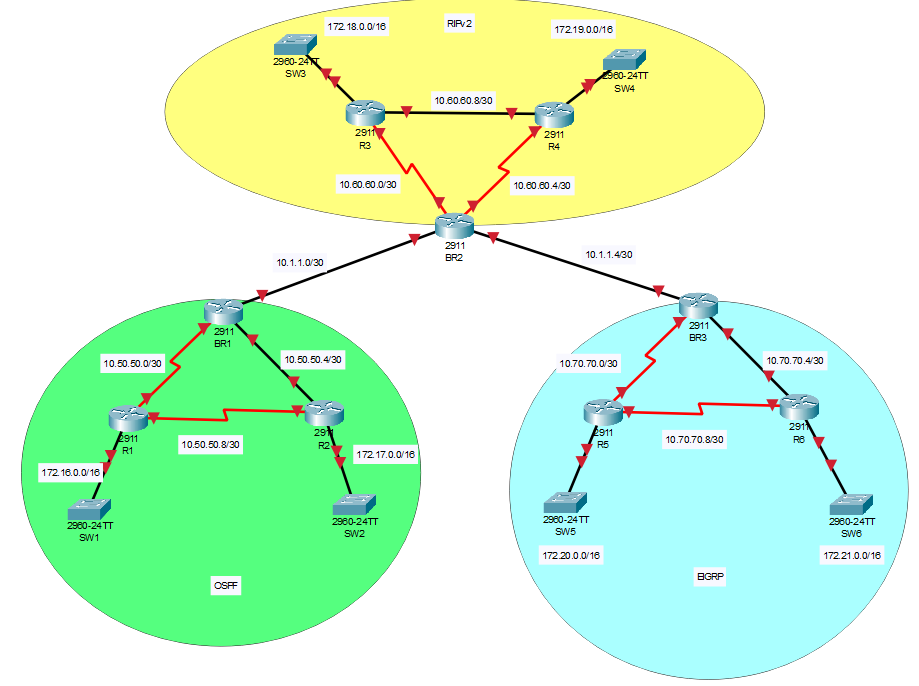 172.18.0.0/16
RIPv2
172.19.0.0/16
2960-24TT
SW3
2960-24TT
SW4
10.60.60.8/30
2911
R3
2911
R4
10.60.60.0/30
10.60.60.4/30
2911
BR2
10.1.1.0/30
10.1.1.4/30
2911
BR1
2911
BR3
10.50.50.0/30
10.50.50.4/30
10.70.70.0/30
10.70.70.4/30
2911
R1
2911
R2
2911
R5
2911
R6
10.50.50.8/30
10.70.70.8/30
172.16.0.0/16
172.17.0.0/16
2960-24TT
SW1
2960-24TT
SW2
2960-24TT
SW5
2960-24TT
SW6
172.20.0.0/16
172.21.0.0/16
OSPF
EIGRP